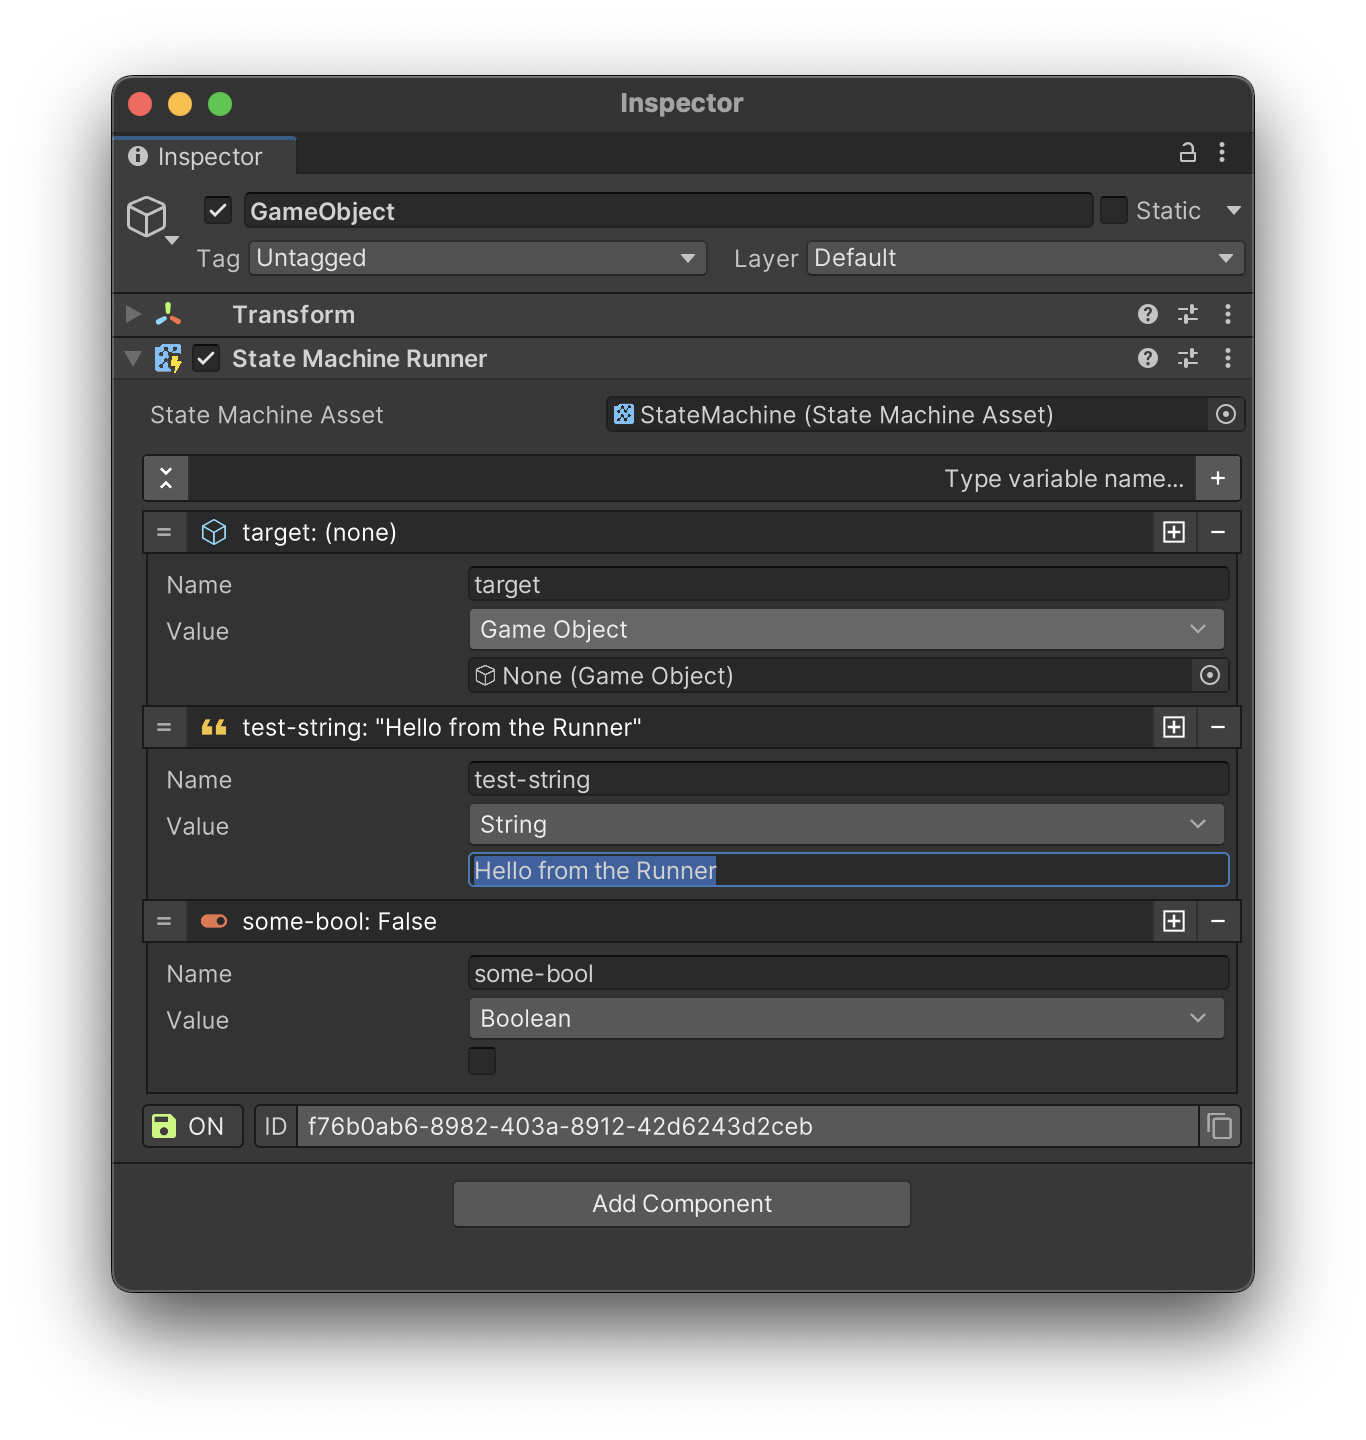 Inspector
Inspector
GameObject
Static
Tag Untagged Layer Default
Transform
State Machine Runner
State Machine Asset StateMachine (State Machine Asset)
Type variable name... +
target: (none)
Name target
Value Game Object
None (Game Object)
test-string: "Hello from the Runner"
Name test-string
Value String
Hello from the Runner
some-bool: False
Name some-bool
Value Boolean
ON ID f76b0ab6-8982-403a-8912-42d6243d2ceb
Add Component